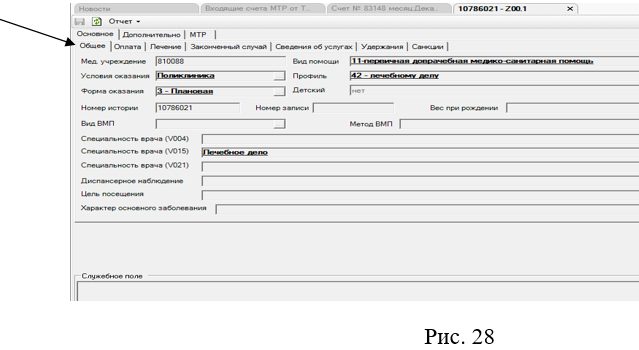 Новости Входящие счета МТР от Т... Счет № 83148 месяц.Дека... 10786021 - Z00.1 ×
Отчет
Основное Дополнительно МТР
Общее Оплата Лечение Законченный случай Сведения об услугах Удержания Санкции
Мед. учреждение 810088 Вид помощи 11-первичная доврачебная медико-санитарная помощь
Условия оказания Поликлиника Профиль 42 - лечебному делу
Форма оказания 3 - Плановая Детский нет
Номер истории 10786021 Номер записи Вес при рождении
Вид ВМП Метод ВМП
Специальность врача (V004)
Специальность врача (V015) Лечебное дело
Специальность врача (V021)
Диспансерное наблюдение
Цель посещения
Характер основного заболевания
Служебное поле
Рис. 28